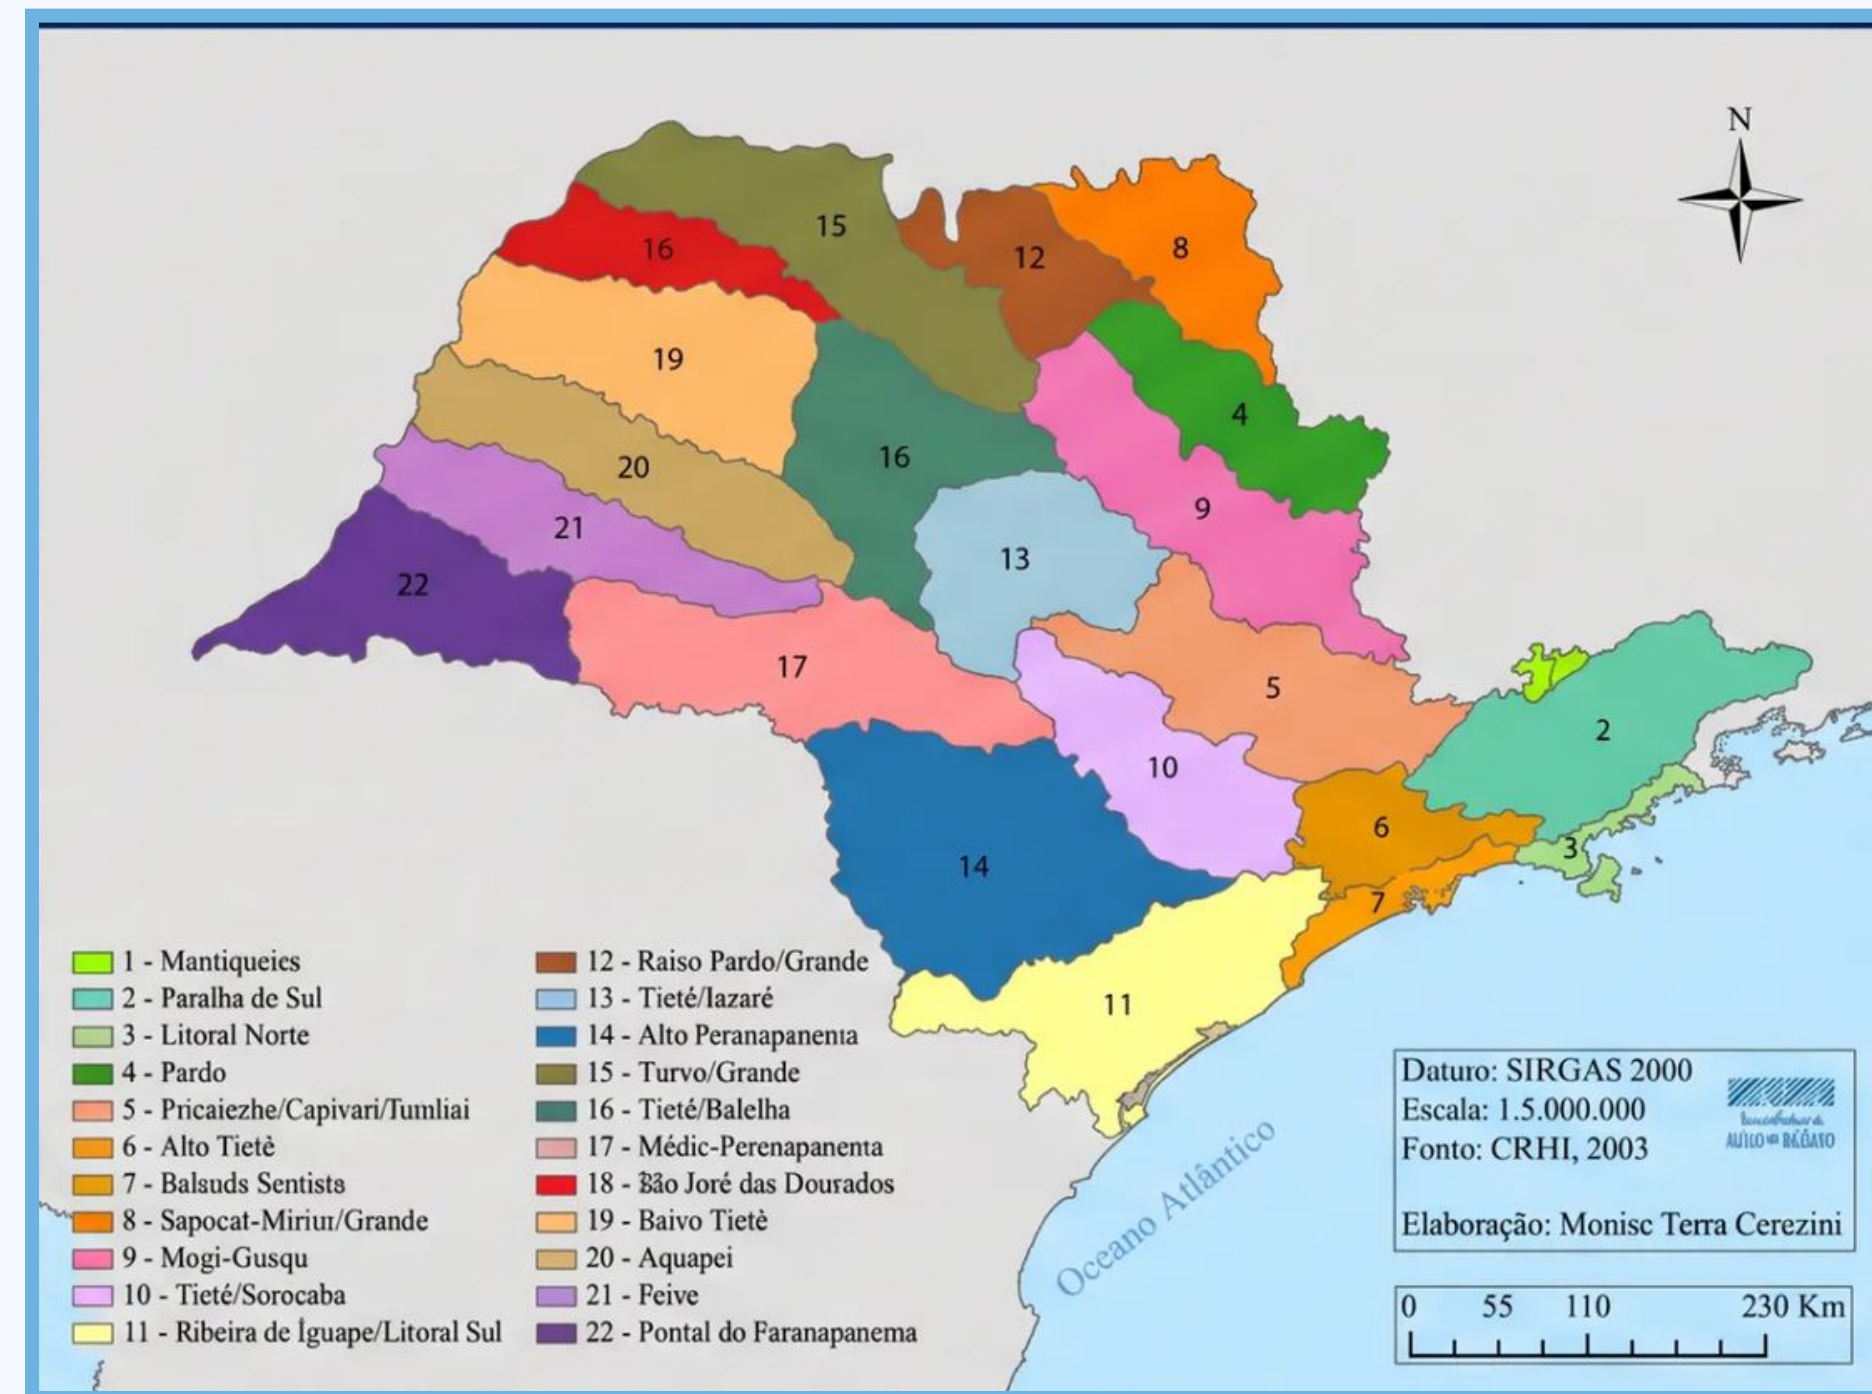 N
15
16
12
8
19
4
20
16
9
21
13
22
17
5
2
10
6
3
14
7
11
1 - Mantiqueies
2 - Paralha de Sul
3 - Litoral Norte
4 - Pardo
5 - Pricaiezhe/Capivari/Tumliai
6 - Alto Tietè
7 - Balsuds Sentists
8 - Sapocat-Miriuı/Grande
9 - Mogi-Gusqu
10 - Tieté/Sorocaba
11 - Ribeira de Íguape/Litoral Sul
12 - Raiso Pardo/Grande
13 - Tieté/Iazaré
14 - Alto Peranapanenıa
15 - Turvo/Grande
16 - Tieté/Balelha
17 - Médic-Perenapanenta
18 - São Joré das Dourados
19 - Baivo Tietè
20 - Aquapei
21 - Feive
22 - Pontal do Faranapanema
Oceano Atlântico
Daturo: SIRGAS 2000
Escala: 1.5.000.000
Fonto: CRHI, 2003
Elaboração: Monisc Terra Cerezini
0 55 110 230 Km